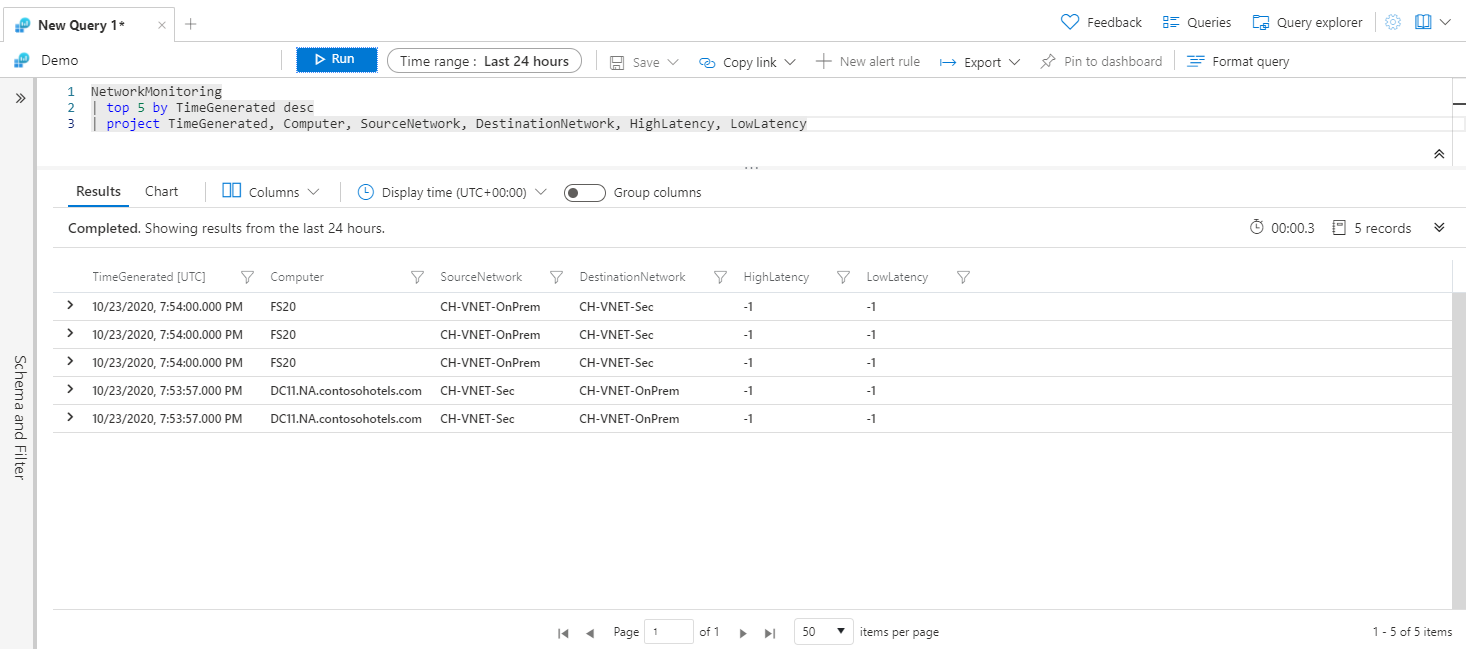 New Query 1*
Feedback Queries Query explorer
Demo Run Time range : Last 24 hours Save Copy link New alert rule Export Pin to dashboard Format query
1 NetworkMonitoring
2 | top 5 by TimeGenerated desc
3 | project TimeGenerated, Computer, SourceNetwork, DestinationNetwork, HighLatency, LowLatency
...
Results Chart Columns Display time (UTC+00:00) Group columns
Completed. Showing results from the last 24 hours. 00:00.3 5 records
TimeGenerated [UTC] Computer SourceNetwork DestinationNetwork HighLatency LowLatency
10/23/2020, 7:54:00.000 PM FS20 CH-VNET-OnPrem CH-VNET-Sec -1 -1
10/23/2020, 7:54:00.000 PM FS20 CH-VNET-OnPrem CH-VNET-Sec -1 -1
10/23/2020, 7:54:00.000 PM FS20 CH-VNET-OnPrem CH-VNET-Sec -1 -1
10/23/2020, 7:53:57.000 PM DC11.NA.contosohotels.com CH-VNET-Sec CH-VNET-OnPrem -1 -1
10/23/2020, 7:53:57.000 PM DC11.NA.contosohotels.com CH-VNET-Sec CH-VNET-OnPrem -1 -1
Schema and Filter
Page 1 of 1 50 items per page 1 - 5 of 5 items